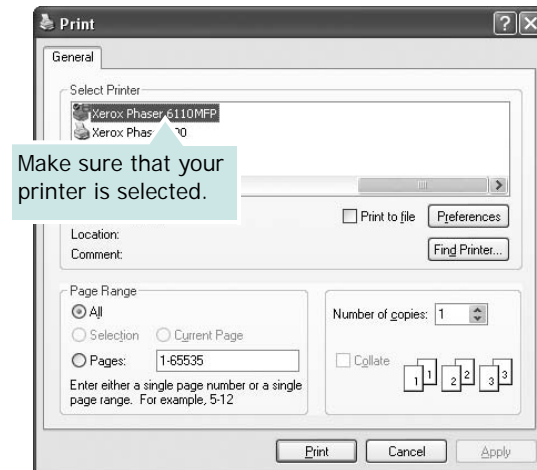 Print
General
Select Printer
Xerox Phaser 6110MFP
Xerox
Make sure that your
printer is selected.
Print to file
Preferences
Location:
Comment:
Find Printer...
Page Range
All
Selection
Current Page
Pages:
1-65535
Enter either a single page number or a single
page range. For example, 5-12
Number of copies:
1
Collate
1 1 2 2 3 3
Print
Cancel
Apply